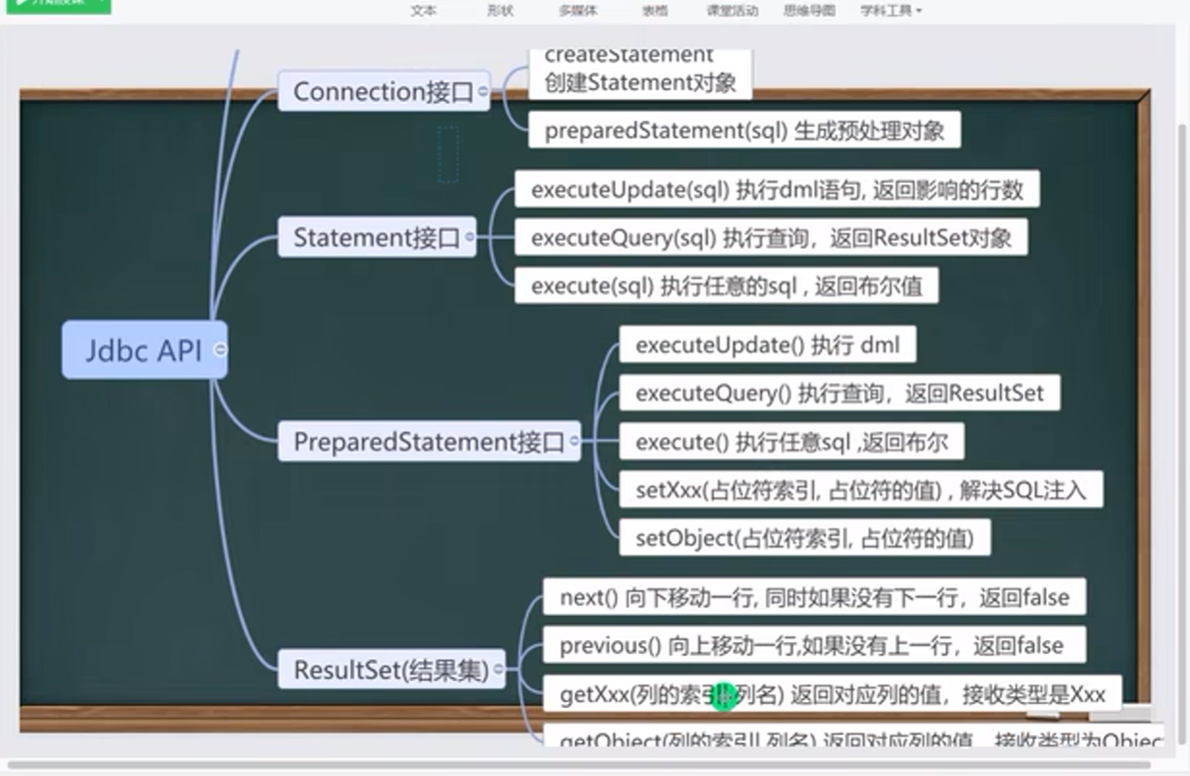 文本 形状 多媒体 表格 课堂活动 思维导图 学科工具
createStatement
创建Statement对象
Connection接口
preparedStatement(sql) 生成预处理对象
executeUpdate(sql) 执行dml语句, 返回影响的行数
Statement接口
executeQuery(sql) 执行查询，返回ResultSet对象
execute(sql) 执行任意的sql , 返回布尔值
Jdbc API
executeUpdate() 执行 dml
executeQuery() 执行查询，返回ResultSet
PreparedStatement接口
execute() 执行任意sql ,返回布尔
setXxx(占位符索引, 占位符的值) , 解决SQL注入
setObject(占位符索引, 占位符的值)
next() 向下移动一行, 同时如果没有下一行，返回false
previous() 向上移动一行,如果没有上一行，返回false
ResultSet(结果集)
getXxx(列的索引|列名) 返回对应列的值，接收类型是Xxx
getObject(列的索引|列名) 返回对应列的值，接收类型为Objec